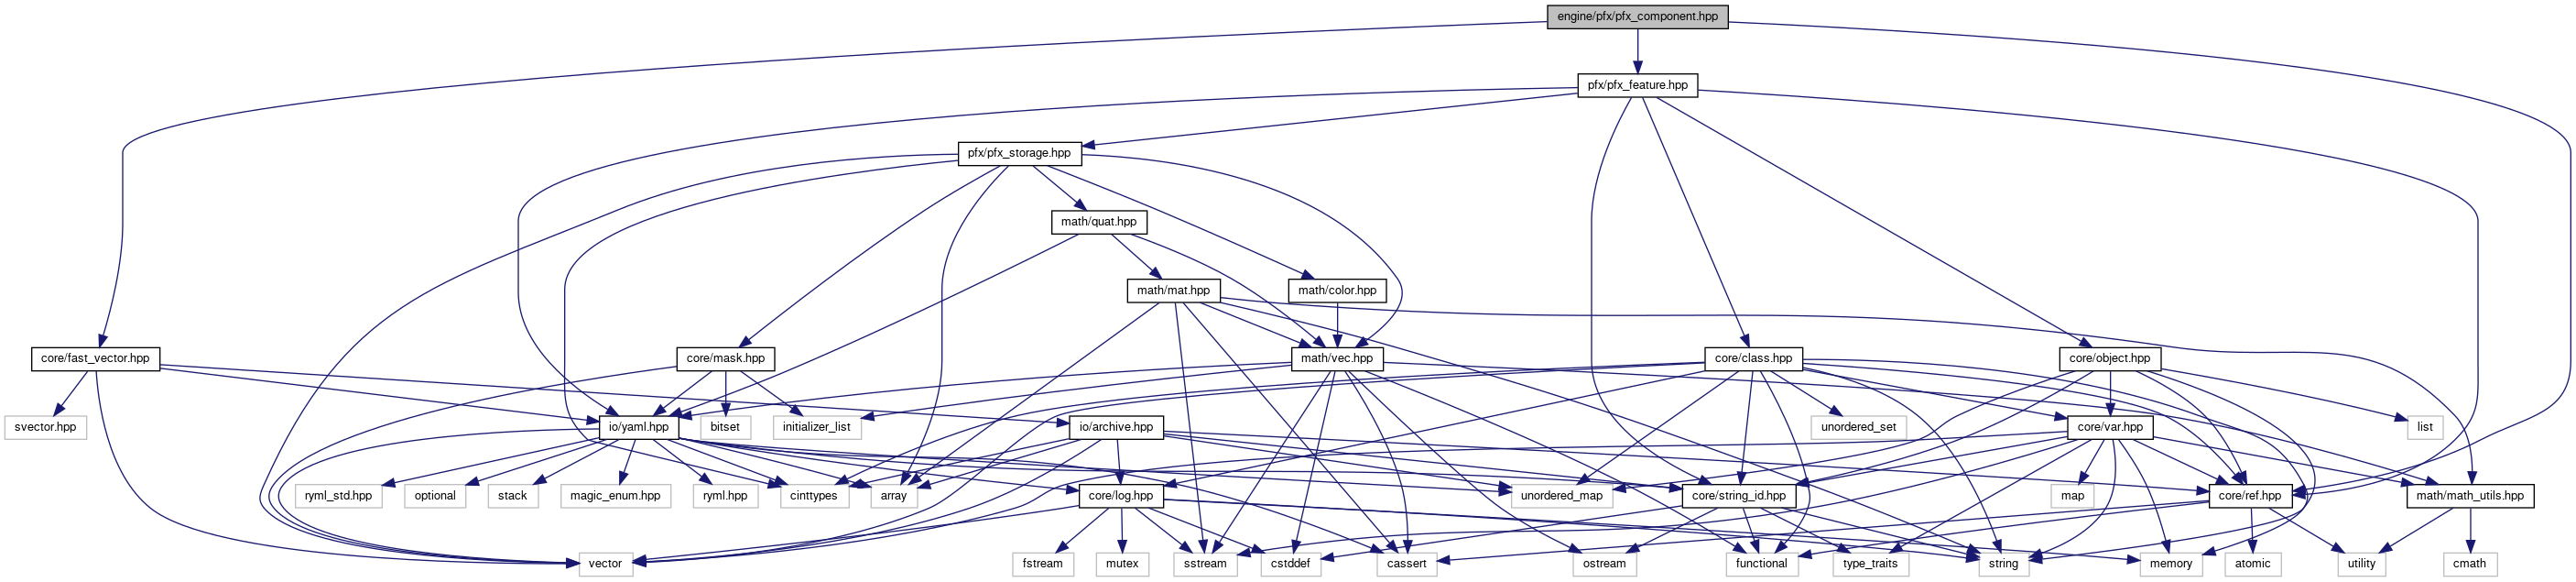 engine/pfx/pfx_component.hpp
pfx/pfx_feature.hpp
pfx/pfx_storage.hpp
math/quat.hpp
math/mat.hpp
math/color.hpp
core/fast_vector.hpp
core/mask.hpp
math/vec.hpp
core/class.hpp
core/object.hpp
svector.hpp
io/yaml.hpp
bitset
initializer_list
io/archive.hpp
unordered_set
core/var.hpp
list
ryml_std.hpp
optional
stack
magic_enum.hpp
ryml.hpp
cinttypes
array
core/log.hpp
unordered_map
core/string_id.hpp
map
core/ref.hpp
math/math_utils.hpp
vector
fstream
mutex
sstream
cstddef
cassert
ostream
functional
type_traits
string
memory
atomic
utility
cmath